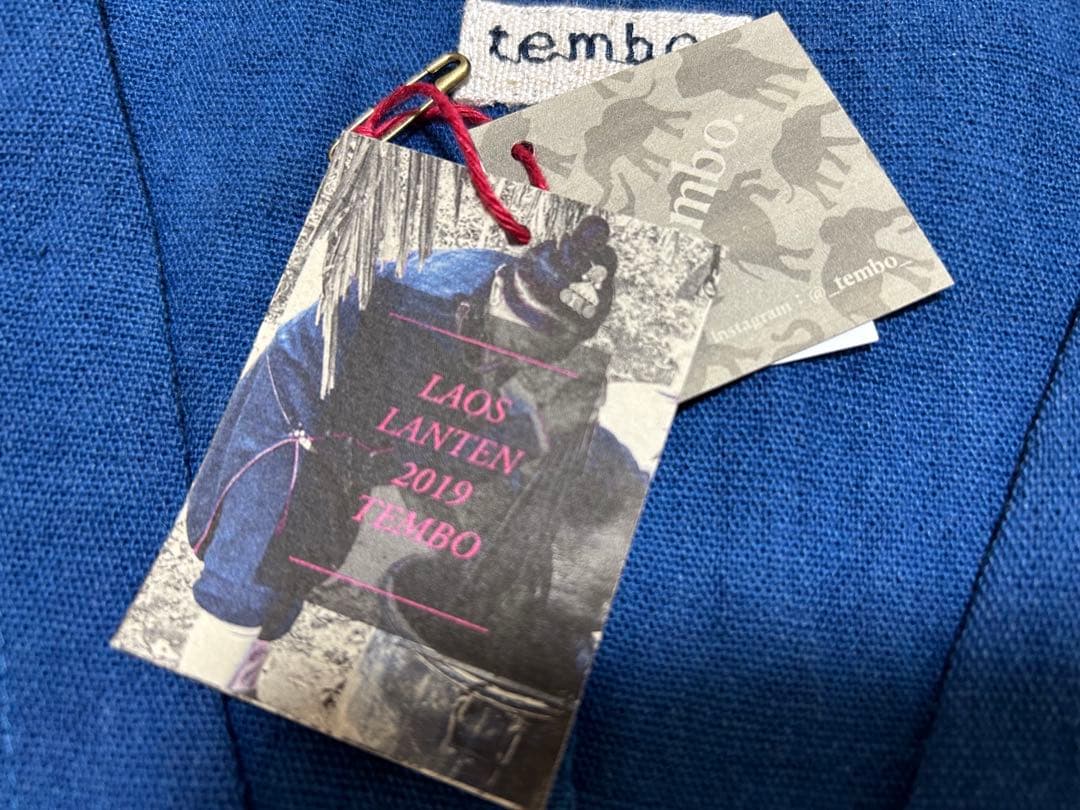 tembo
mbo.
Instagram : @_tembo_
LAOS
LANTEN
2019
TEMBO